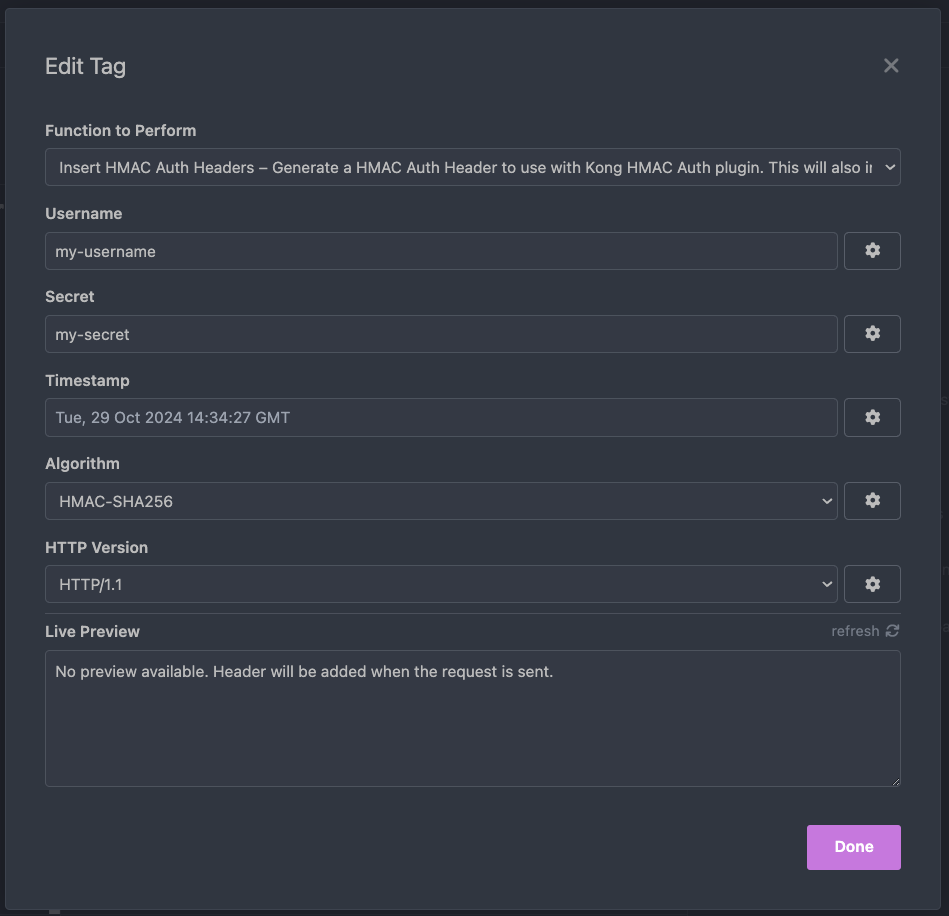 Edit Tag
Function to Perform
Insert HMAC Auth Headers – Generate a HMAC Auth Header to use with Kong HMAC Auth plugin. This will also
Username
my-username
Secret
my-secret
Timestamp
Tue, 29 Oct 2024 14:34:27 GMT
Algorithm
HMAC-SHA256
HTTP Version
HTTP/1.1
Live Preview
refresh
No preview available. Header will be added when the request is sent.
Done